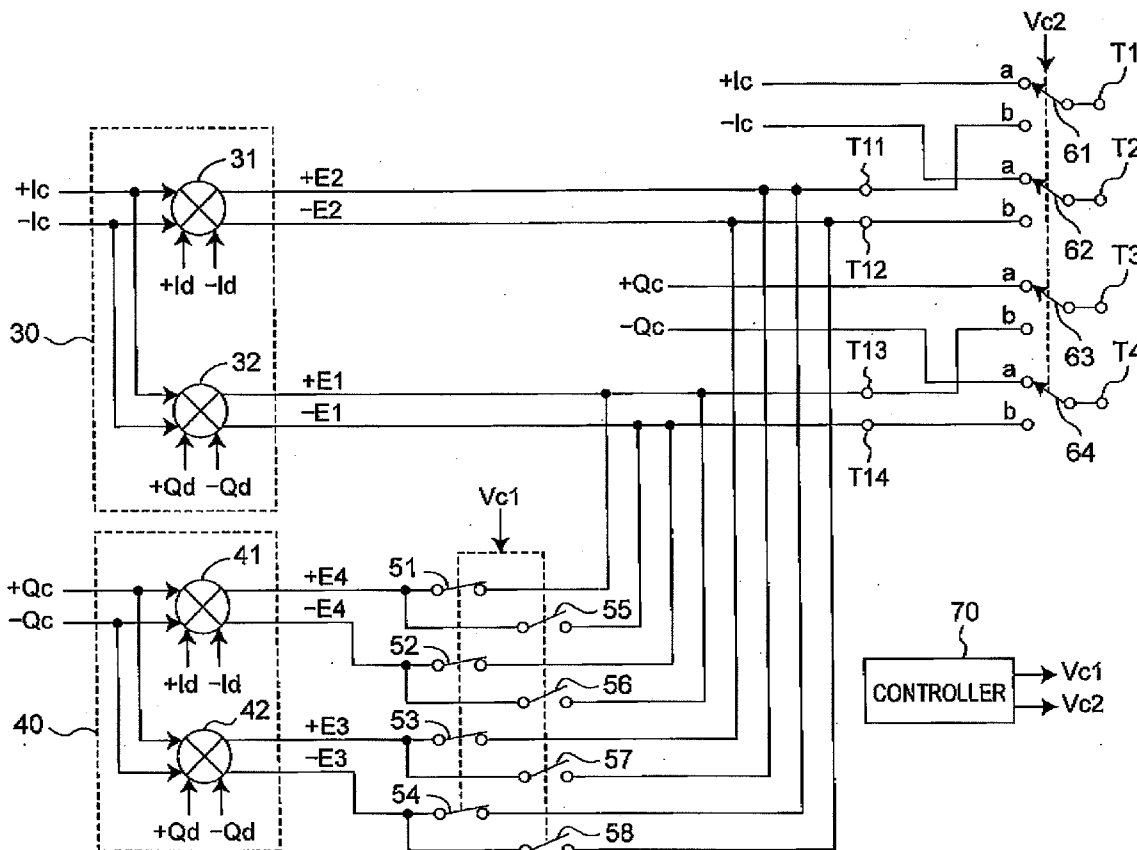 Vc2
T1
+Ic
a
-Ic
b
61
31
T11
T2
+Ic
+E2
a
-Ic
-E2
b
62
T12
T3
+Id -Id
+Qc
a
30
-Qc
b
63
32
T13
T4
+E1
a
-E1
b
64
T14
+Qd -Qd
Vc1
41
51
+Qc
+E4
55
-Qc
-E4
52
70
+Id -Id
56
CONTROLLER
Vc1
Vc2
40
42
+E3
53
-E3
57
54
+Qd -Qd
58